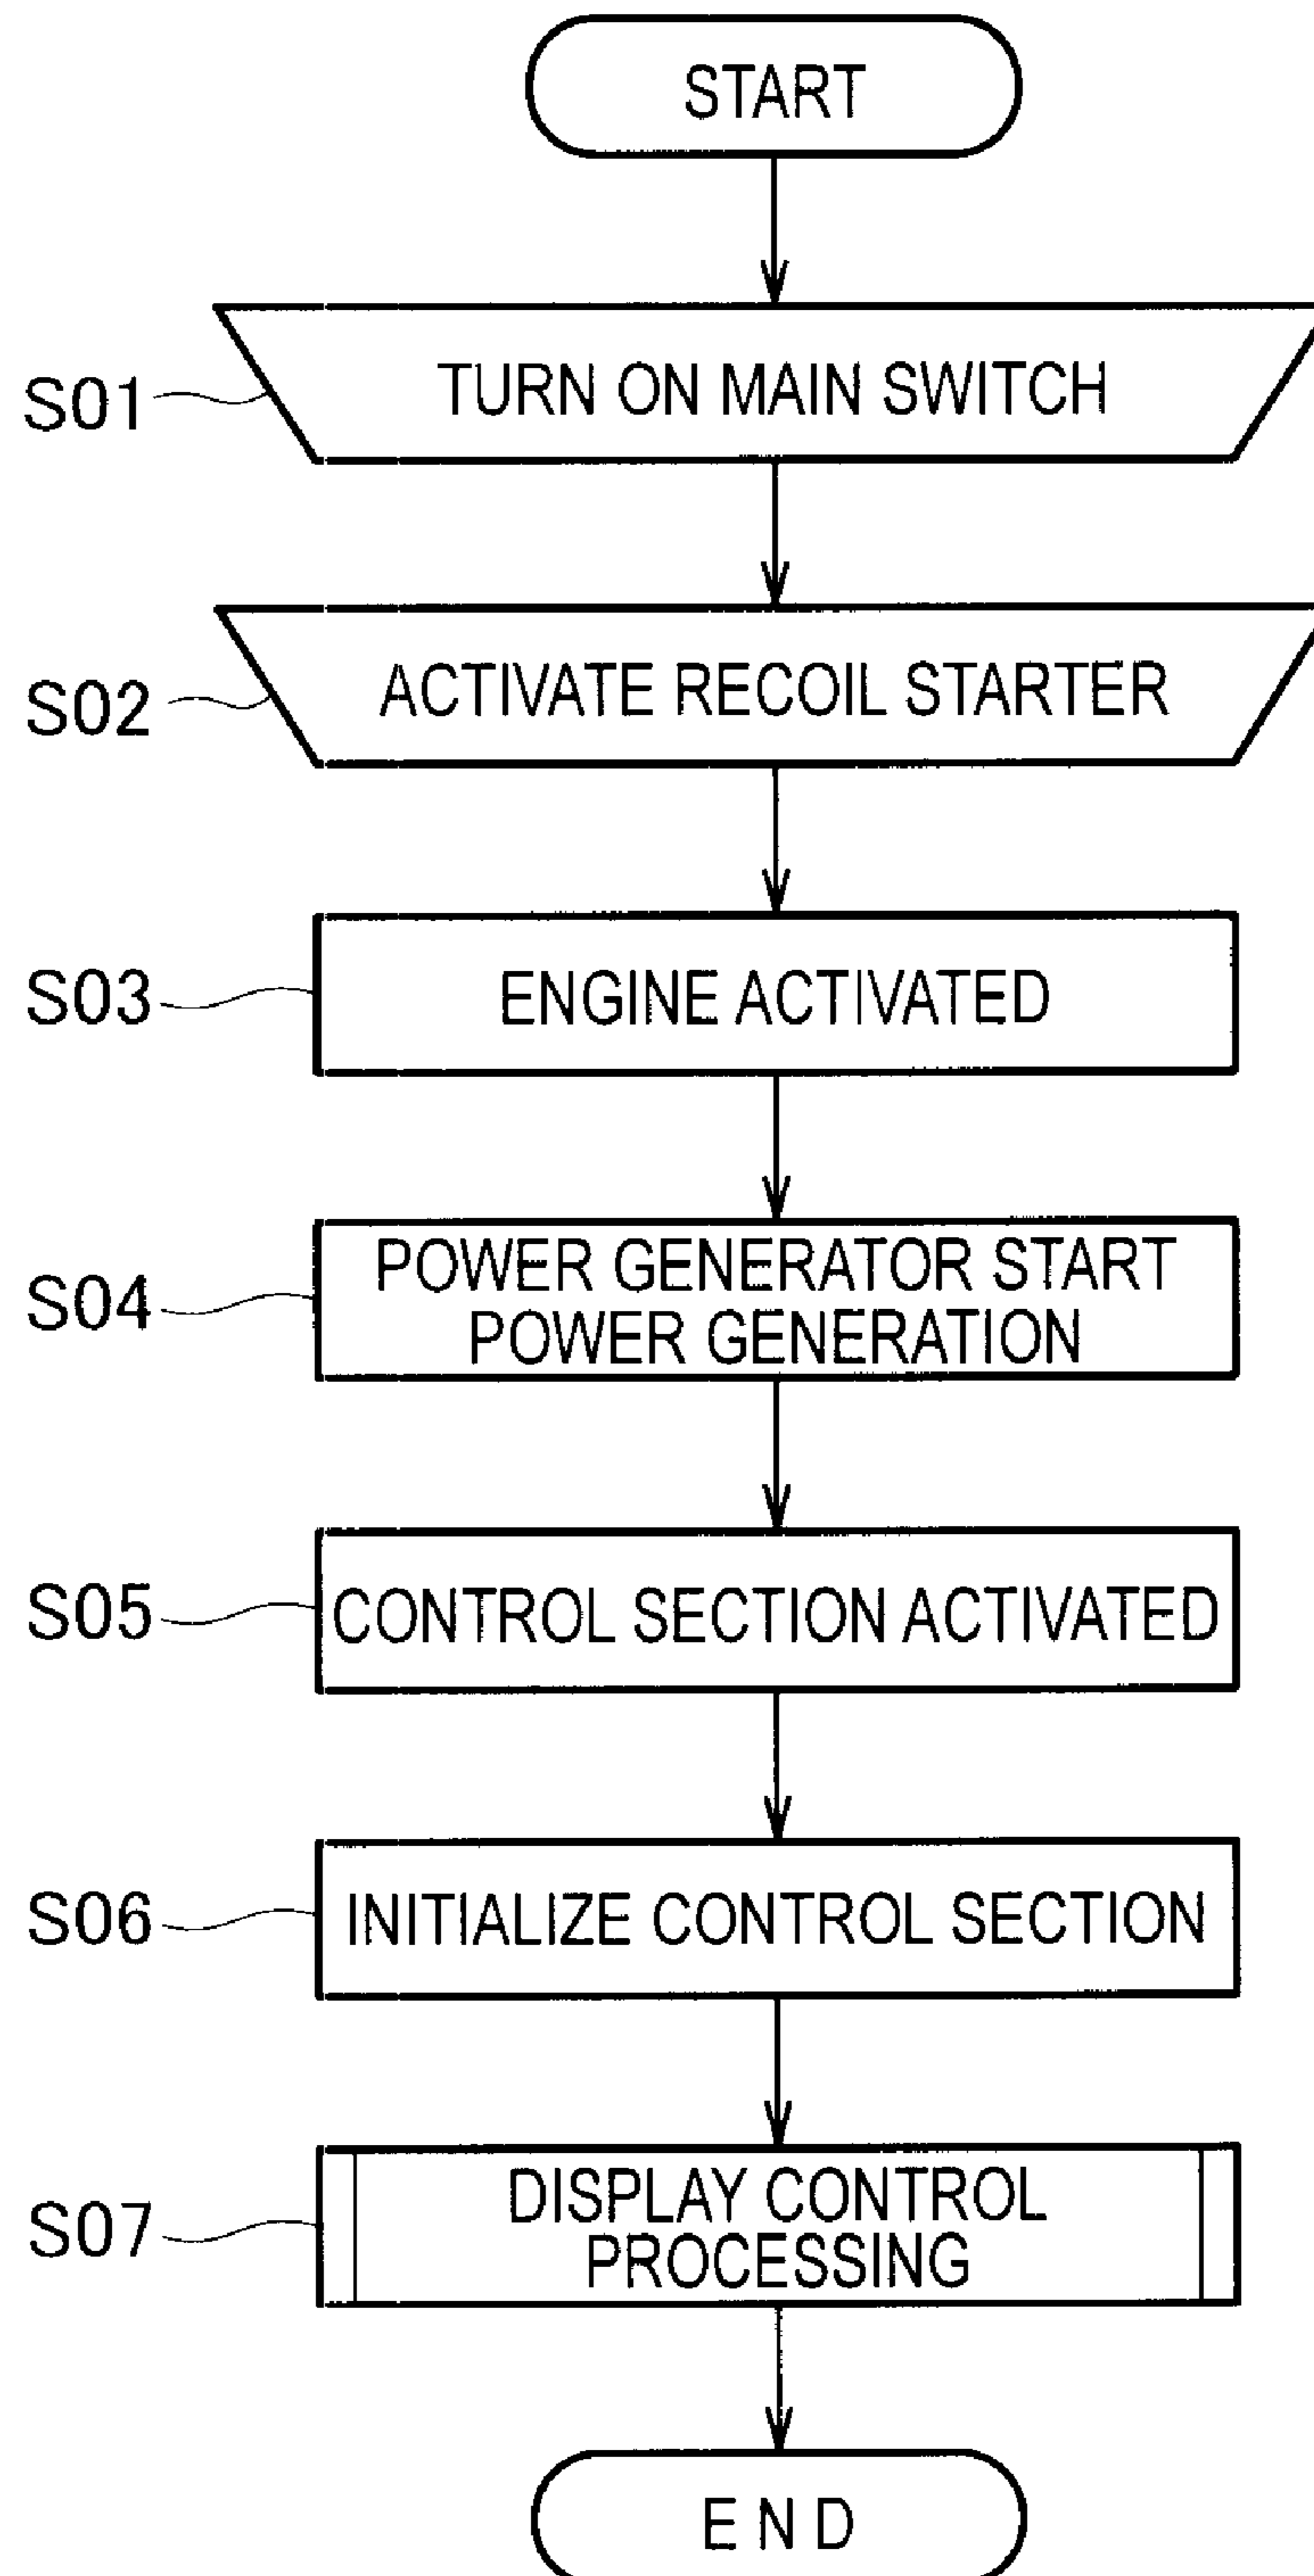 START
S01 TURN ON MAIN SWITCH
S02 ACTIVATE RECOIL STARTER
S03 ENGINE ACTIVATED
S04 POWER GENERATOR START
POWER GENERATION
S05 CONTROL SECTION ACTIVATED
S06 INITIALIZE CONTROL SECTION
S07 DISPLAY CONTROL
PROCESSING
END